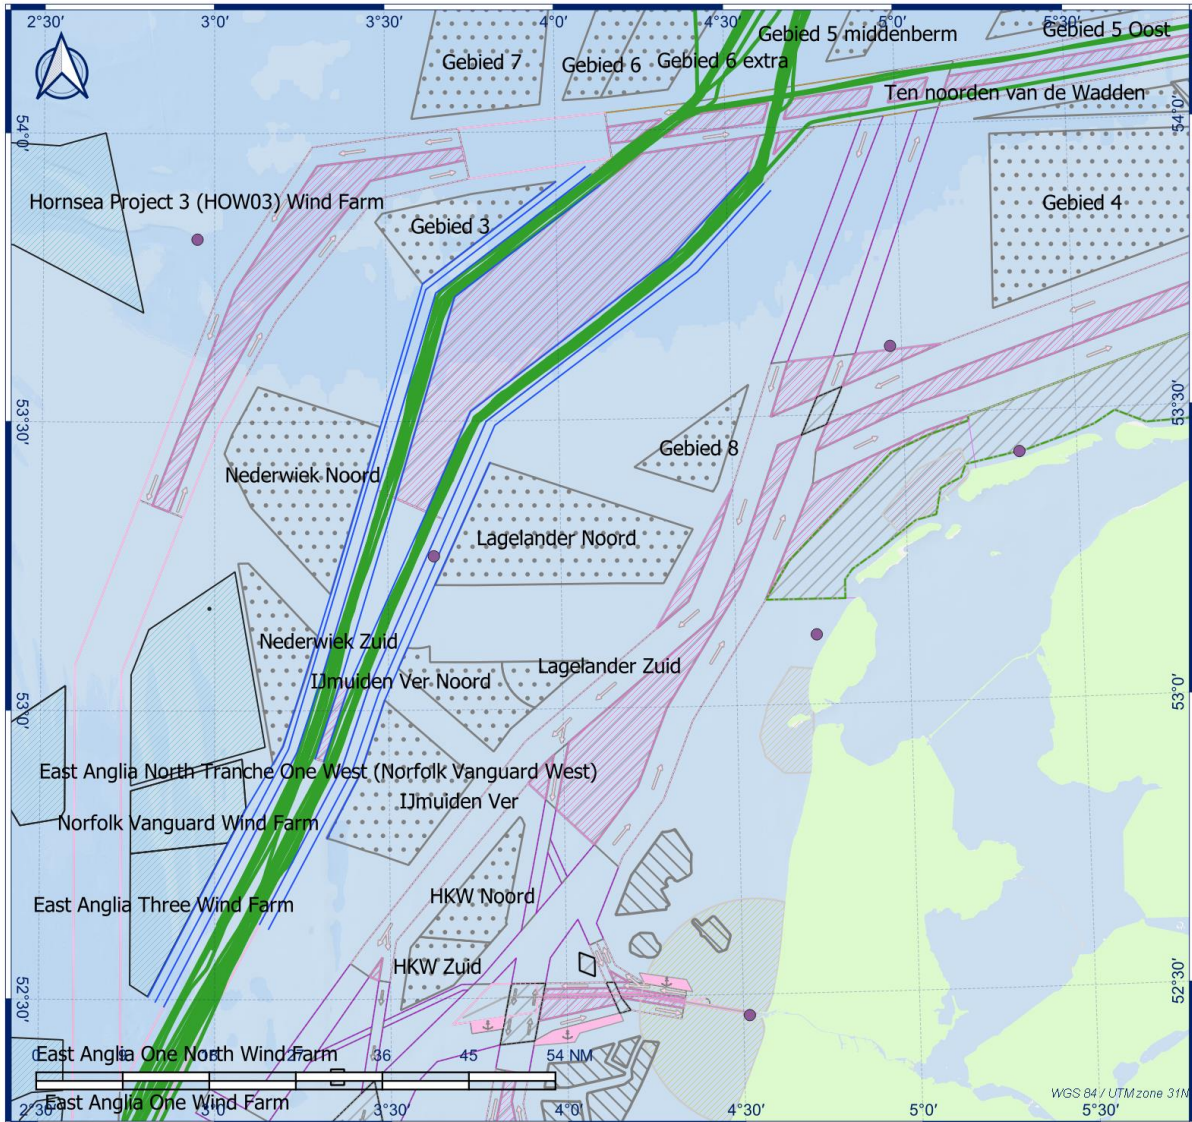 2°30' 3°0' 3°30' 4°0' 4°30' 5°0' 5°30'
Gebied 5 Oost
Gebied 5 middenberm
Gebied 7
Gebied 6
Gebied 6 extra
Ten noorden van de Wadden
54°0'
54°0'
Hornsea Project 3 (HOW03) Wind Farm
Gebied 4
Gebied 3
53°30'
53°30'
Gebied 8
Nederwiek Noord
Lagelander Noord
Nederwiek Zuid
Lagelander Zuid
IJmuiden Ver Noord
53°0'
53°0'
East Anglia North Tranche One West (Norfolk Vanguard West)
IJmuiden Ver
Norfolk Vanguard Wind Farm
HKW Noord
East Anglia Three Wind Farm
HKW Zuid
52°30'
52°30'
East Anglia One North Wind Farm
0 9 18 27 36 45 54 NM
WGS 84 / UTM zone 31N
East Anglia One Wind Farm
2°30' 3°0' 3°30' 4°0' 4°30' 5°0' 5°30'